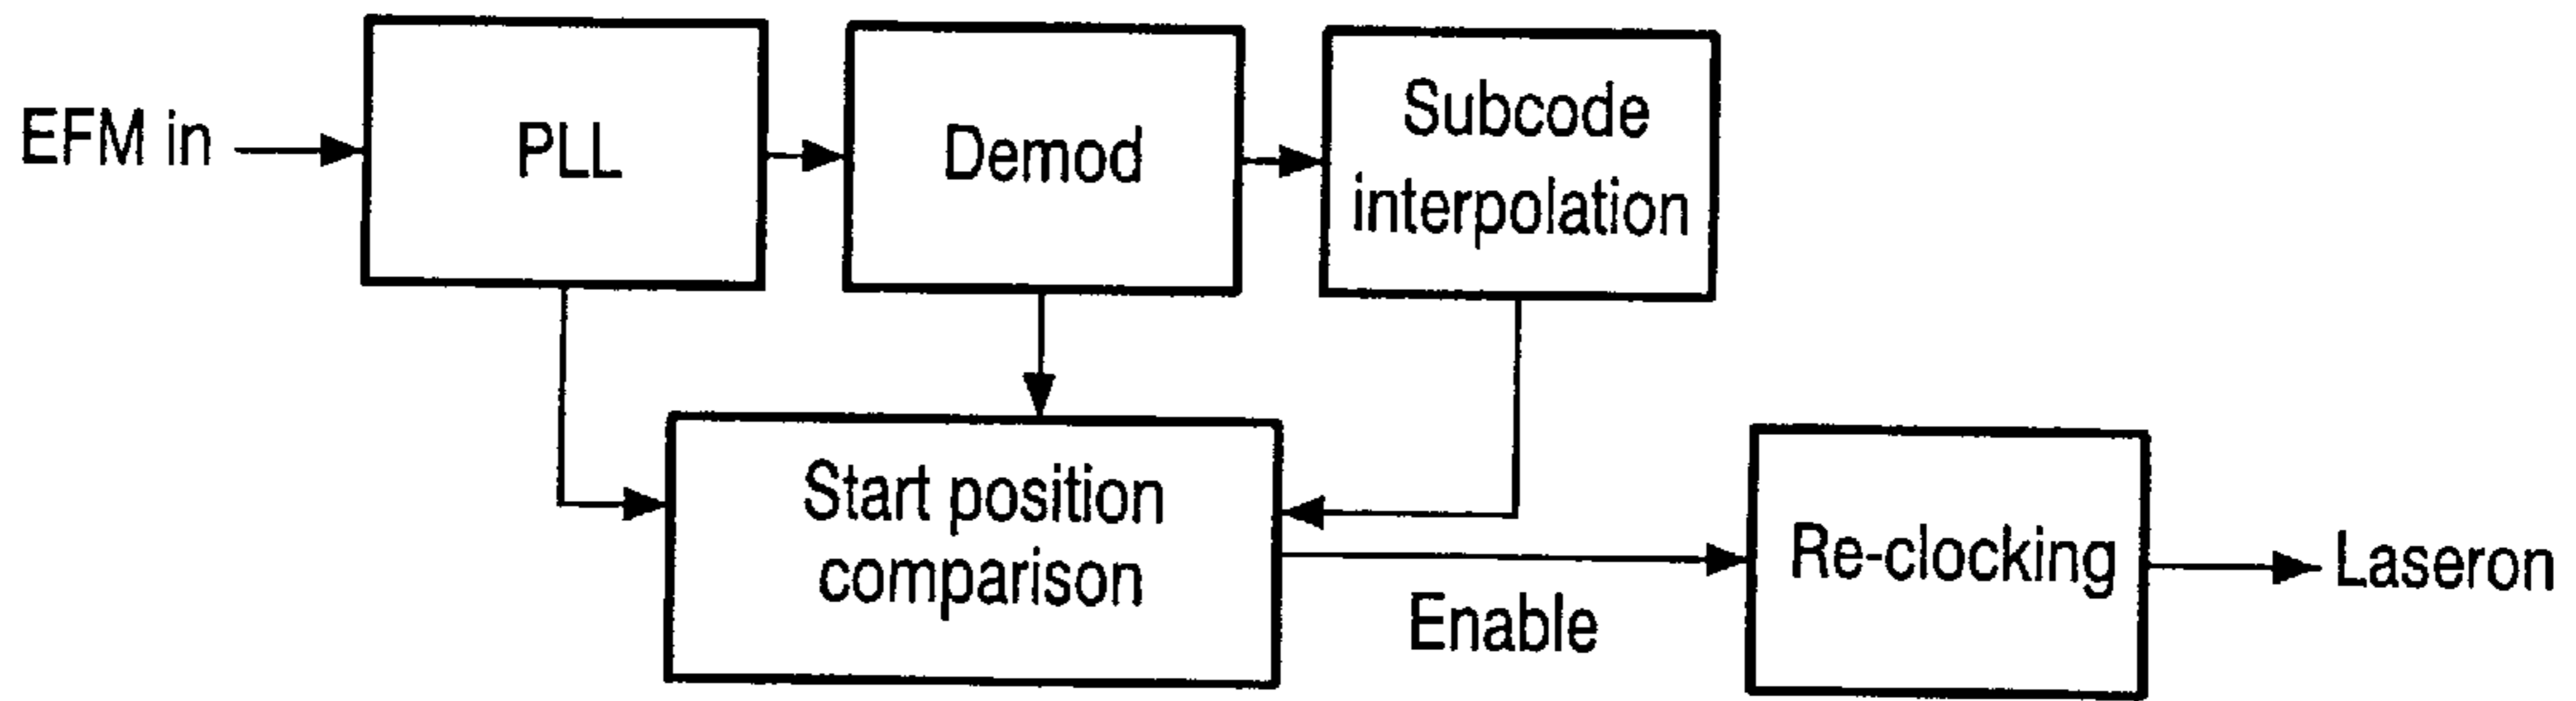 EFM in
PLL
Demod
Subcode
interpolation
Start position
comparison
Enable
Re-clocking
Laseron